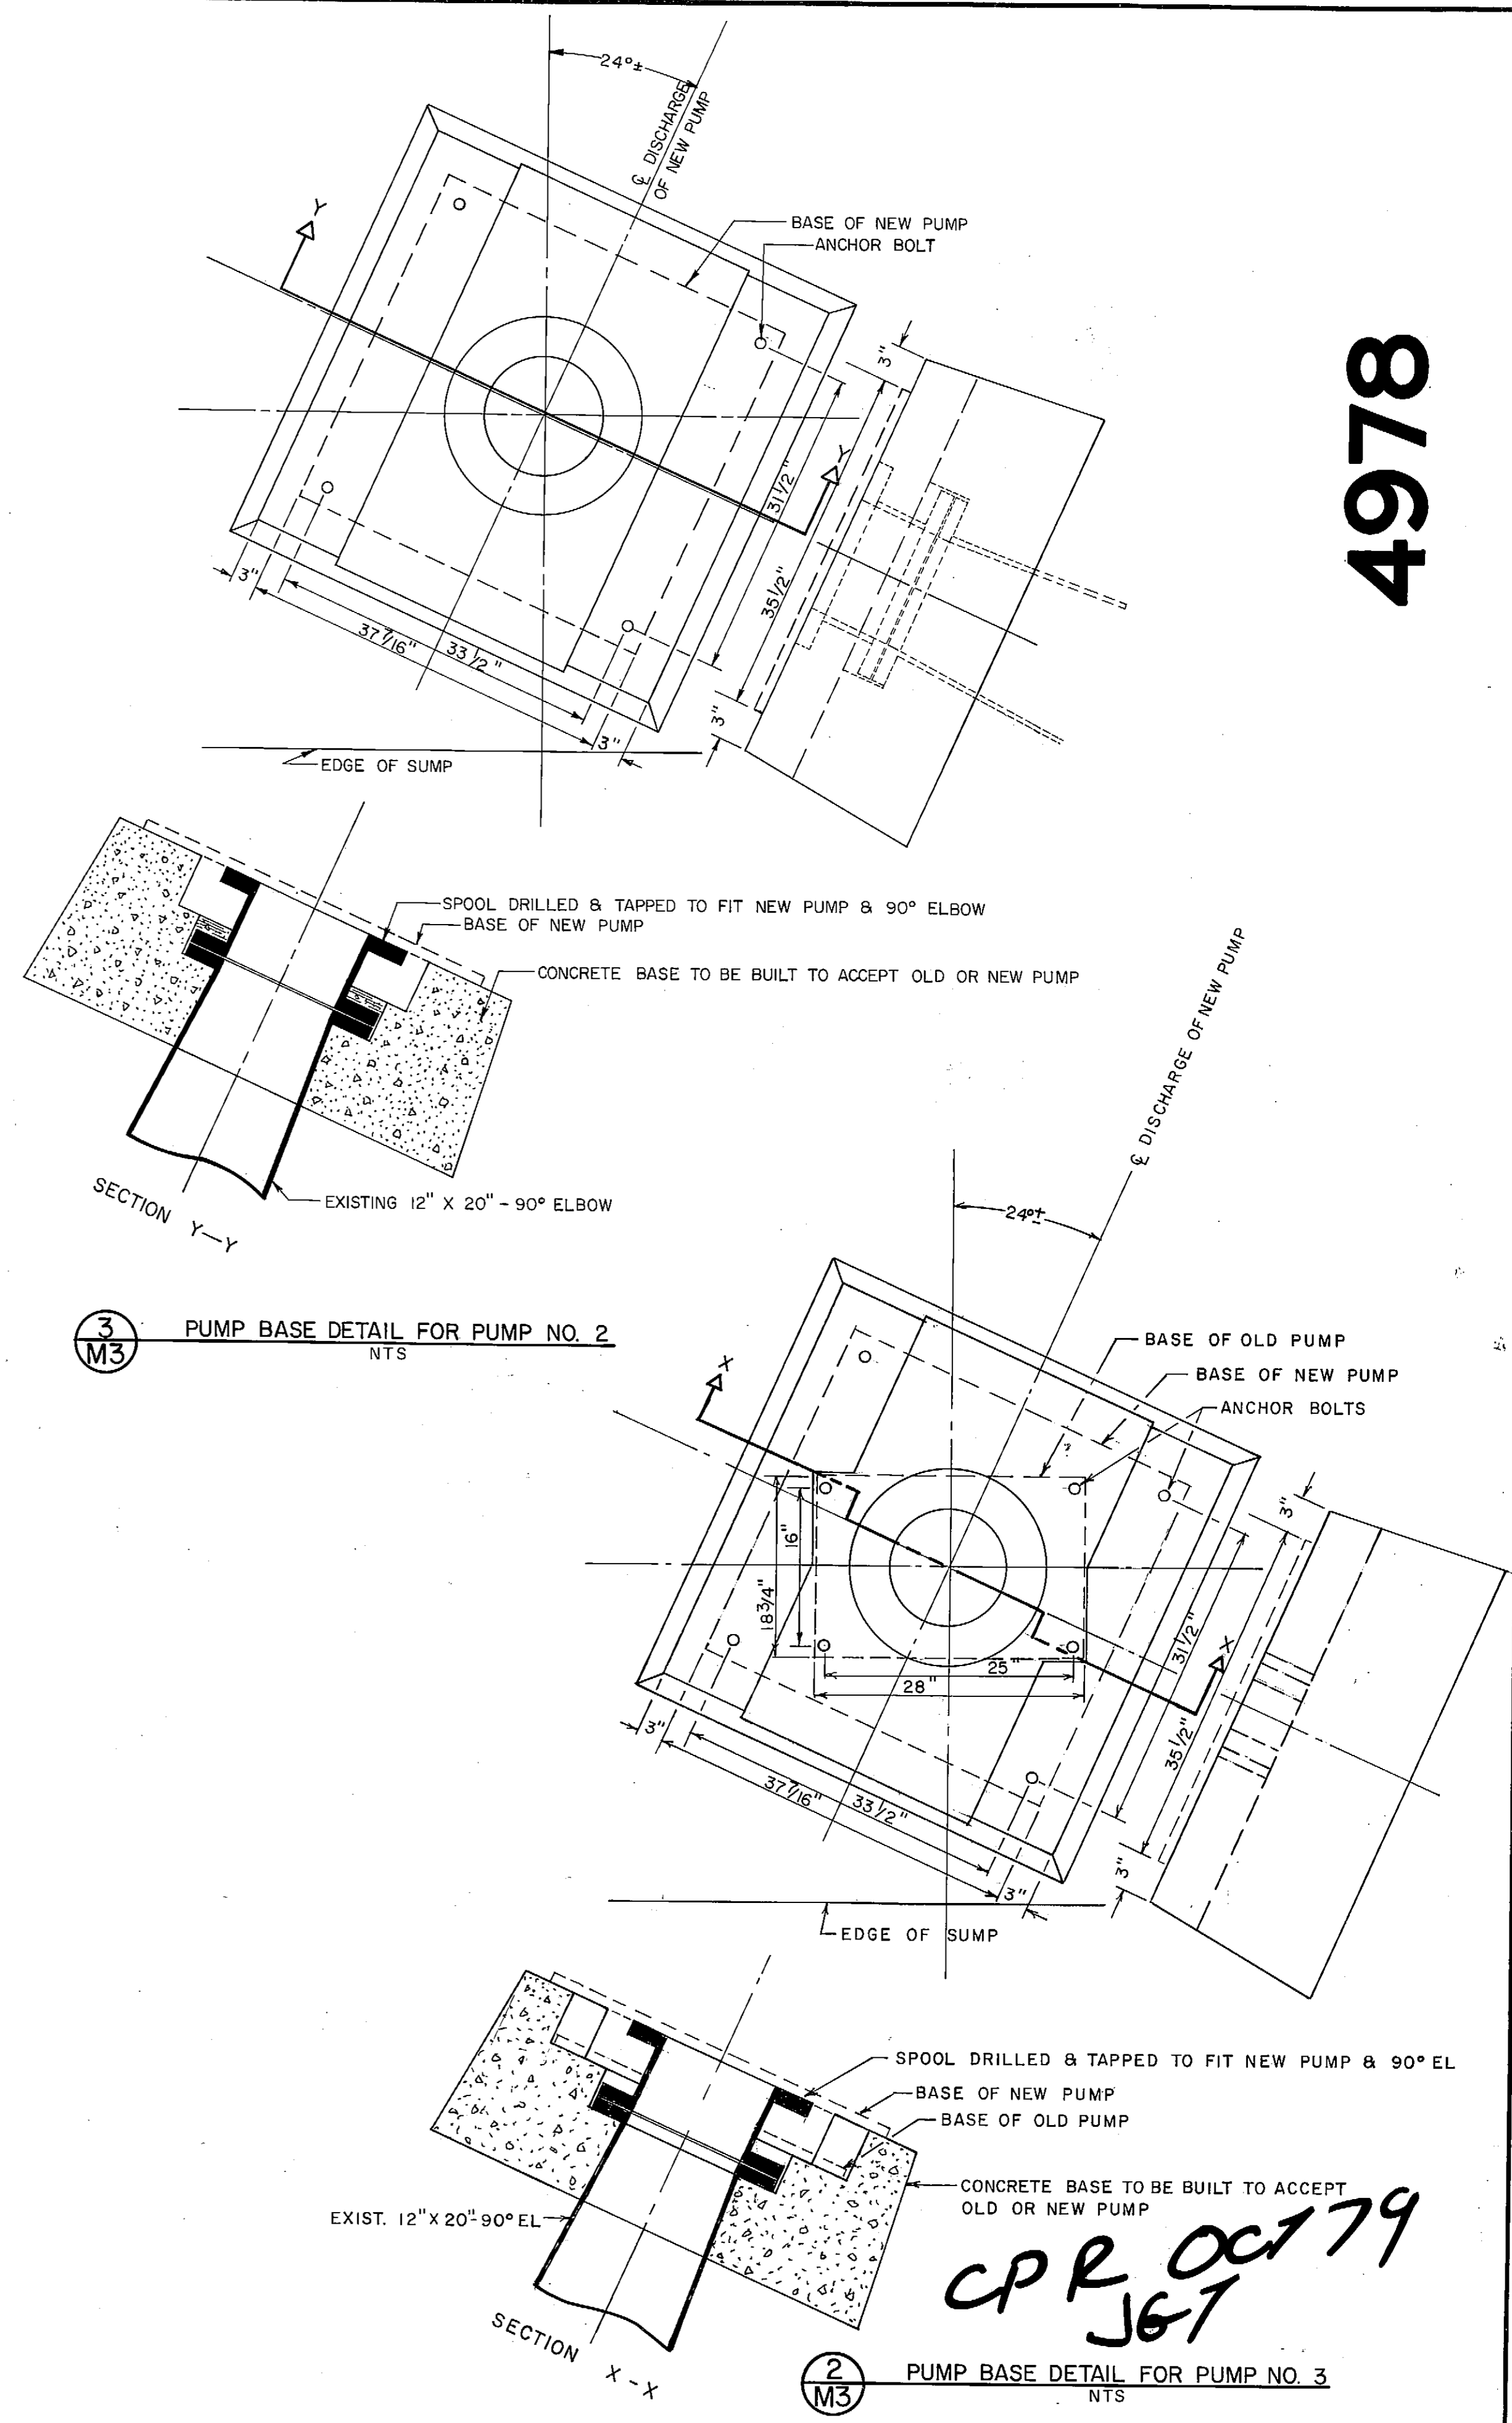 24°±
℄ DISCHARGE
OF NEW PUMP
Y
BASE OF NEW PUMP
ANCHOR BOLT
4978
3"
Y
31 1/2"
35 1/2"
3"
37 7/16"
33 1/2"
3"
3"
EDGE OF SUMP
SPOOL DRILLED & TAPPED TO FIT NEW PUMP & 90° ELBOW
BASE OF NEW PUMP
CONCRETE BASE TO BE BUILT TO ACCEPT OLD OR NEW PUMP
EXISTING 12" X 20" - 90° ELBOW
SECTION Y—Y
3
M3
PUMP BASE DETAIL FOR PUMP NO. 2
NTS
℄ DISCHARGE OF NEW PUMP
24°±
BASE OF OLD PUMP
BASE OF NEW PUMP
ANCHOR BOLTS
X
3"
16"
18 3/4"
25"
28"
31 1/2"
X
35 1/2"
3"
37 7/16"
33 1/2"
3"
3"
EDGE OF SUMP
SPOOL DRILLED & TAPPED TO FIT NEW PUMP & 90° EL
BASE OF NEW PUMP
BASE OF OLD PUMP
CONCRETE BASE TO BE BUILT TO ACCEPT
OLD OR NEW PUMP
EXIST. 12" X 20"-90° EL
SECTION X - X
CPR OCT 79
JGT
2
M3
PUMP BASE DETAIL FOR PUMP NO. 3
NTS